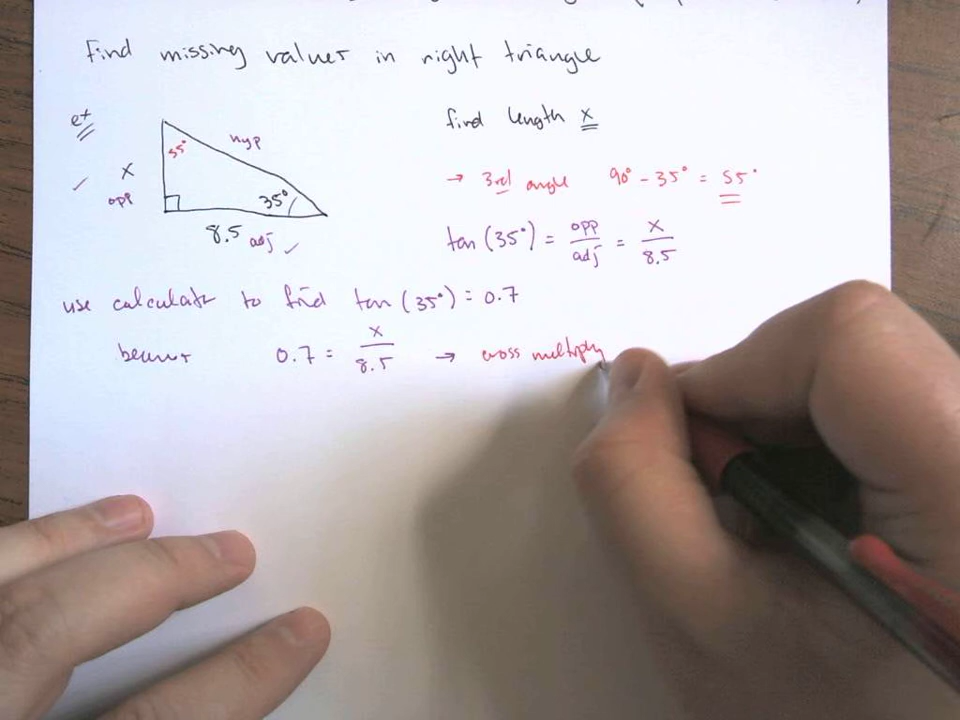 find missing values in right triangle
ex
find length x
55°
hyp
x
opp
35°
8.5 adj
→ 3rd angle 90° - 35° = 55°
tan (35°) = opp/adj = x/8.5
use calculator to find tan (35°) = 0.7
0.7 = x/8.5 → cross multiply